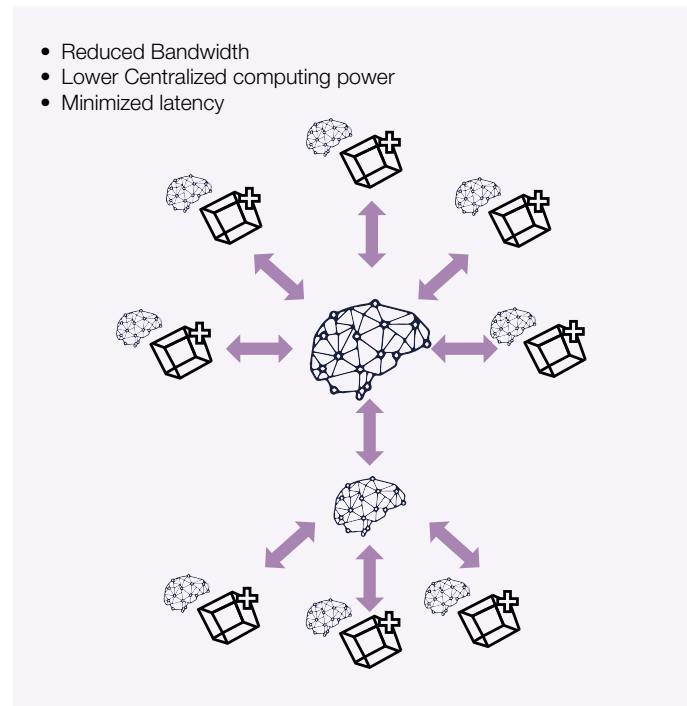 • Reduced Bandwidth
• Lower Centralized computing power
• Minimized latency